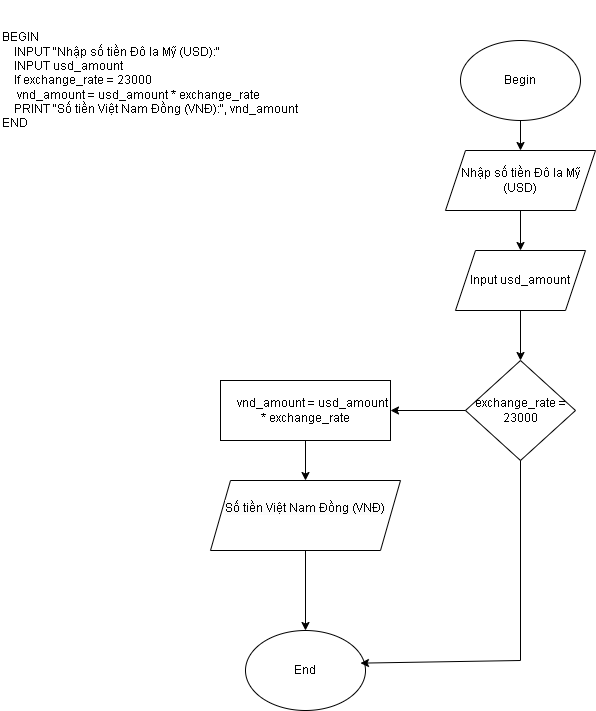 BEGIN
INPUT "Nhập số tiền Đô la Mỹ (USD):"
INPUT usd_amount
If exchange_rate = 23000
vnd_amount = usd_amount * exchange_rate
PRINT "Số tiền Việt Nam Đồng (VNĐ):", vnd_amount
END
Begin
Nhập số tiền Đô la Mỹ
(USD)
Input usd_amount
exchange_rate =
23000
vnd_amount = usd_amount
* exchange_rate
Số tiền Việt Nam Đồng (VNĐ)
End